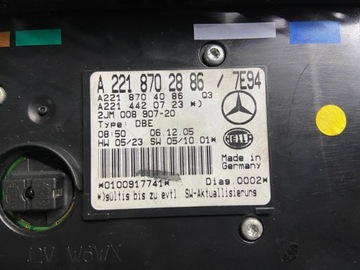 A 221 870 28 86 / 7E94
A221 870 40 86 03
A221 442 07 23 *)
2JM 008 907-20
Type: DBE
08:50 06.12.05
HW 05/23 SW 05/10.01*)
HELLA
Made in
Germany
*0100917741* Diag.0002*)
*)gültig bis zu evtl. SW-Aktualisierung
12V W5W